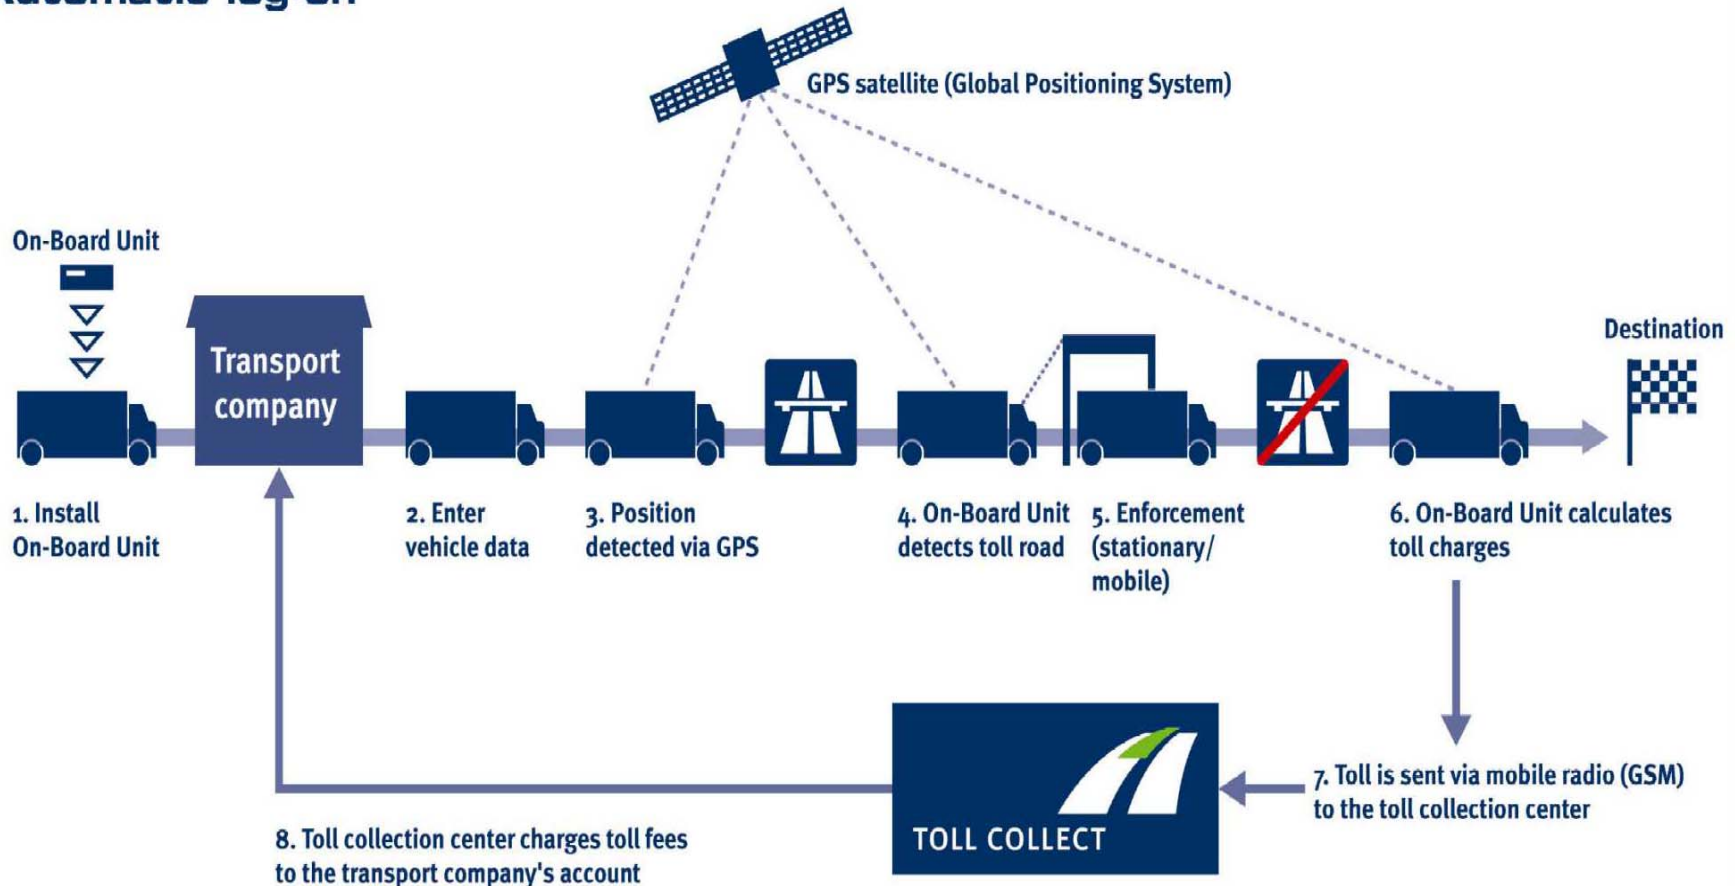 GPS satellite (Global Positioning System)
On-Board Unit
Destination
Transport
company
1. Install
On-Board Unit
2. Enter
vehicle data
3. Position
detected via GPS
4. On-Board Unit
detects toll road
5. Enforcement
(stationary/
mobile)
6. On-Board Unit calculates
toll charges
7. Toll is sent via mobile radio (GSM)
to the toll collection center
TOLL COLLECT
8. Toll collection center charges toll fees
to the transport company's account